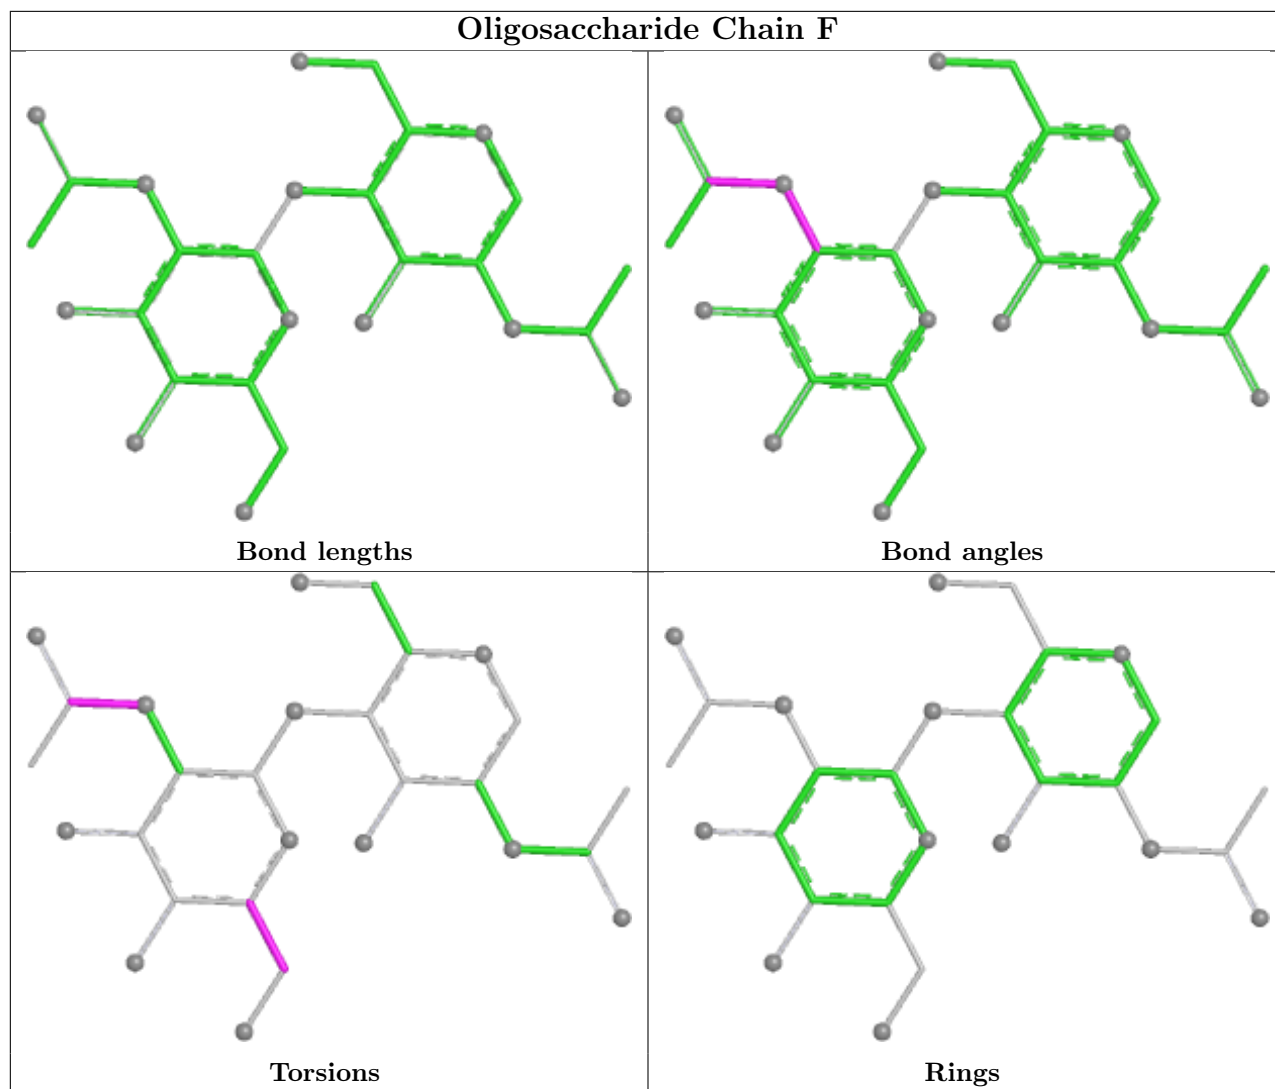 Oligosaccharide Chain F
Bond lengths
Bond angles
Torsions
Rings